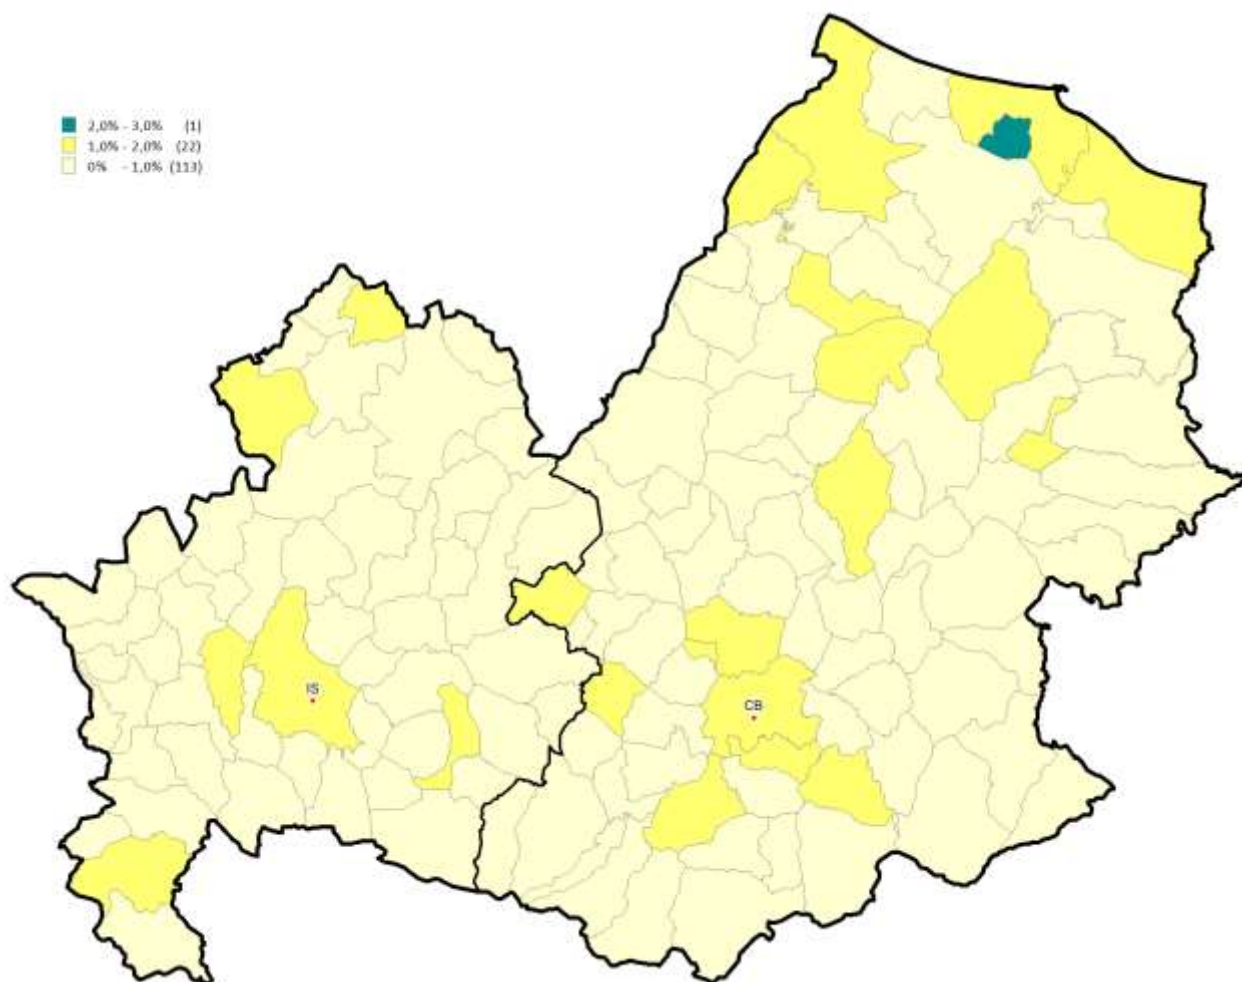 2,0% - 3,0% (1)
1,0% - 2,0% (22)
0% - 1,0% (113)
IS
CB